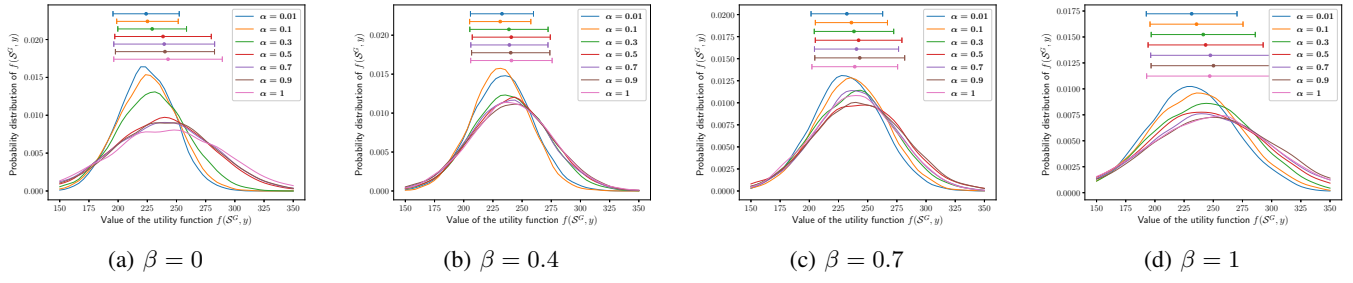 Probability distribution of f(S^G, y)
0.020
0.015
0.010
0.005
0.000
150 175 200 225 250 275 300 325 350
Value of the utility function f(S^G, y)
α = 0.01
α = 0.1
α = 0.3
α = 0.5
α = 0.7
α = 0.9
α = 1
(a) β = 0
Probability distribution of f(S^G, y)
0.020
0.015
0.010
0.005
0.000
150 175 200 225 250 275 300 325 350
Value of the utility function f(S^G, y)
α = 0.01
α = 0.1
α = 0.3
α = 0.5
α = 0.7
α = 0.9
α = 1
(b) β = 0.4
Probability distribution of f(S^G, y)
0.0200
0.0175
0.0150
0.0125
0.0100
0.0075
0.0050
0.0025
0.0000
150 175 200 225 250 275 300 325 350
Value of the utility function f(S^G, y)
α = 0.01
α = 0.1
α = 0.3
α = 0.5
α = 0.7
α = 0.9
α = 1
(c) β = 0.7
Probability distribution of f(S^G, y)
0.0175
0.0150
0.0125
0.0100
0.0075
0.0050
0.0025
0.0000
150 175 200 225 250 275 300 325 350
Value of the utility function f(S^G, y)
α = 0.01
α = 0.1
α = 0.3
α = 0.5
α = 0.7
α = 0.9
α = 1
(d) β = 1